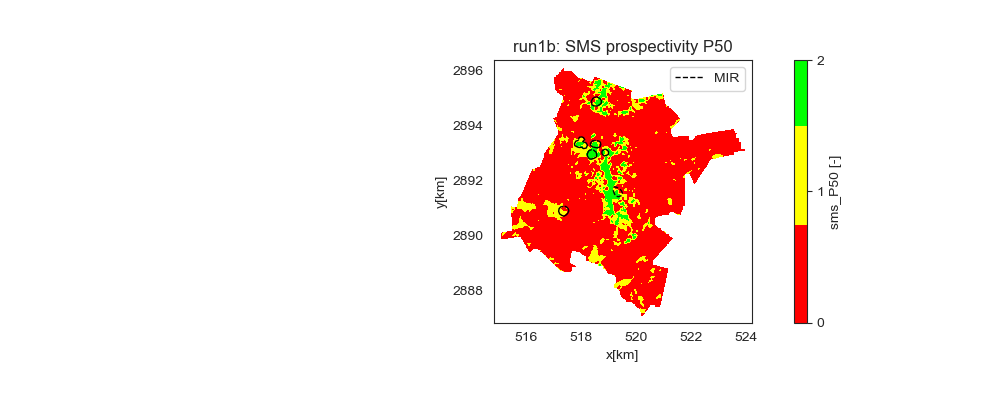 run1b: SMS prospectivity P50
MIR
2896
2894
2892
2890
2888
y[km]
516 518 520 522 524
x[km]
2
1
0
sms_P50 [-]